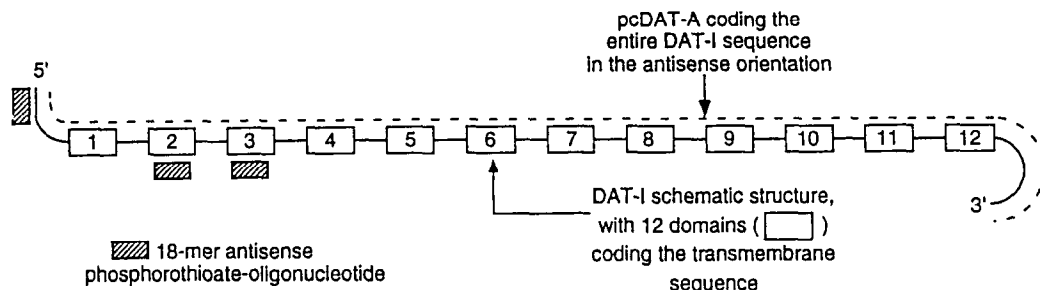 pcDAT-A coding the
entire DAT-I sequence
in the antisense orientation
5'
1 2 3 4 5 6 7 8 9 10 11 12
3'
DAT-I schematic structure,
with 12 domains ( )
coding the transmembrane
sequence
18-mer antisense
phosphorothioate-oligonucleotide